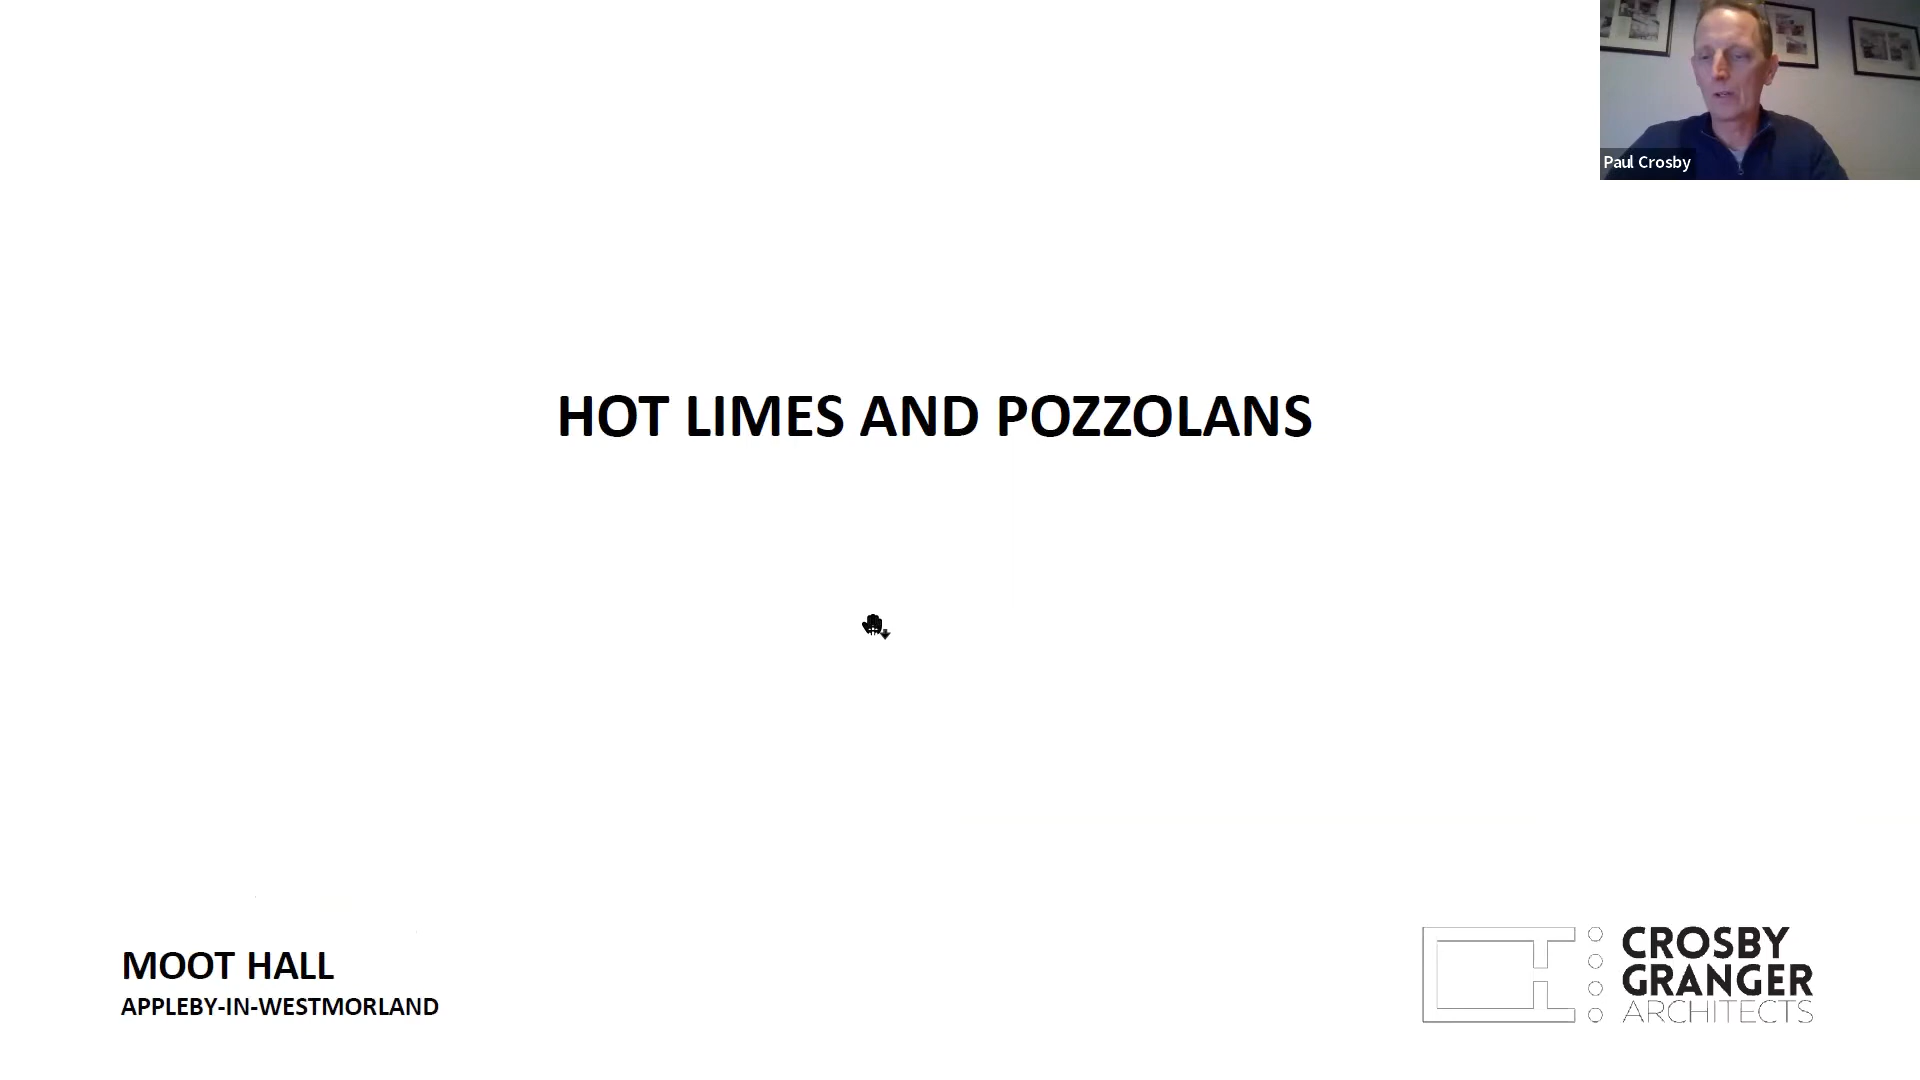 Paul Crosby
HOT LIMES AND POZZOLANS
MOOT HALL
APPLEBY-IN-WESTMORLAND
CROSBY
GRANGER
ARCHITECTS